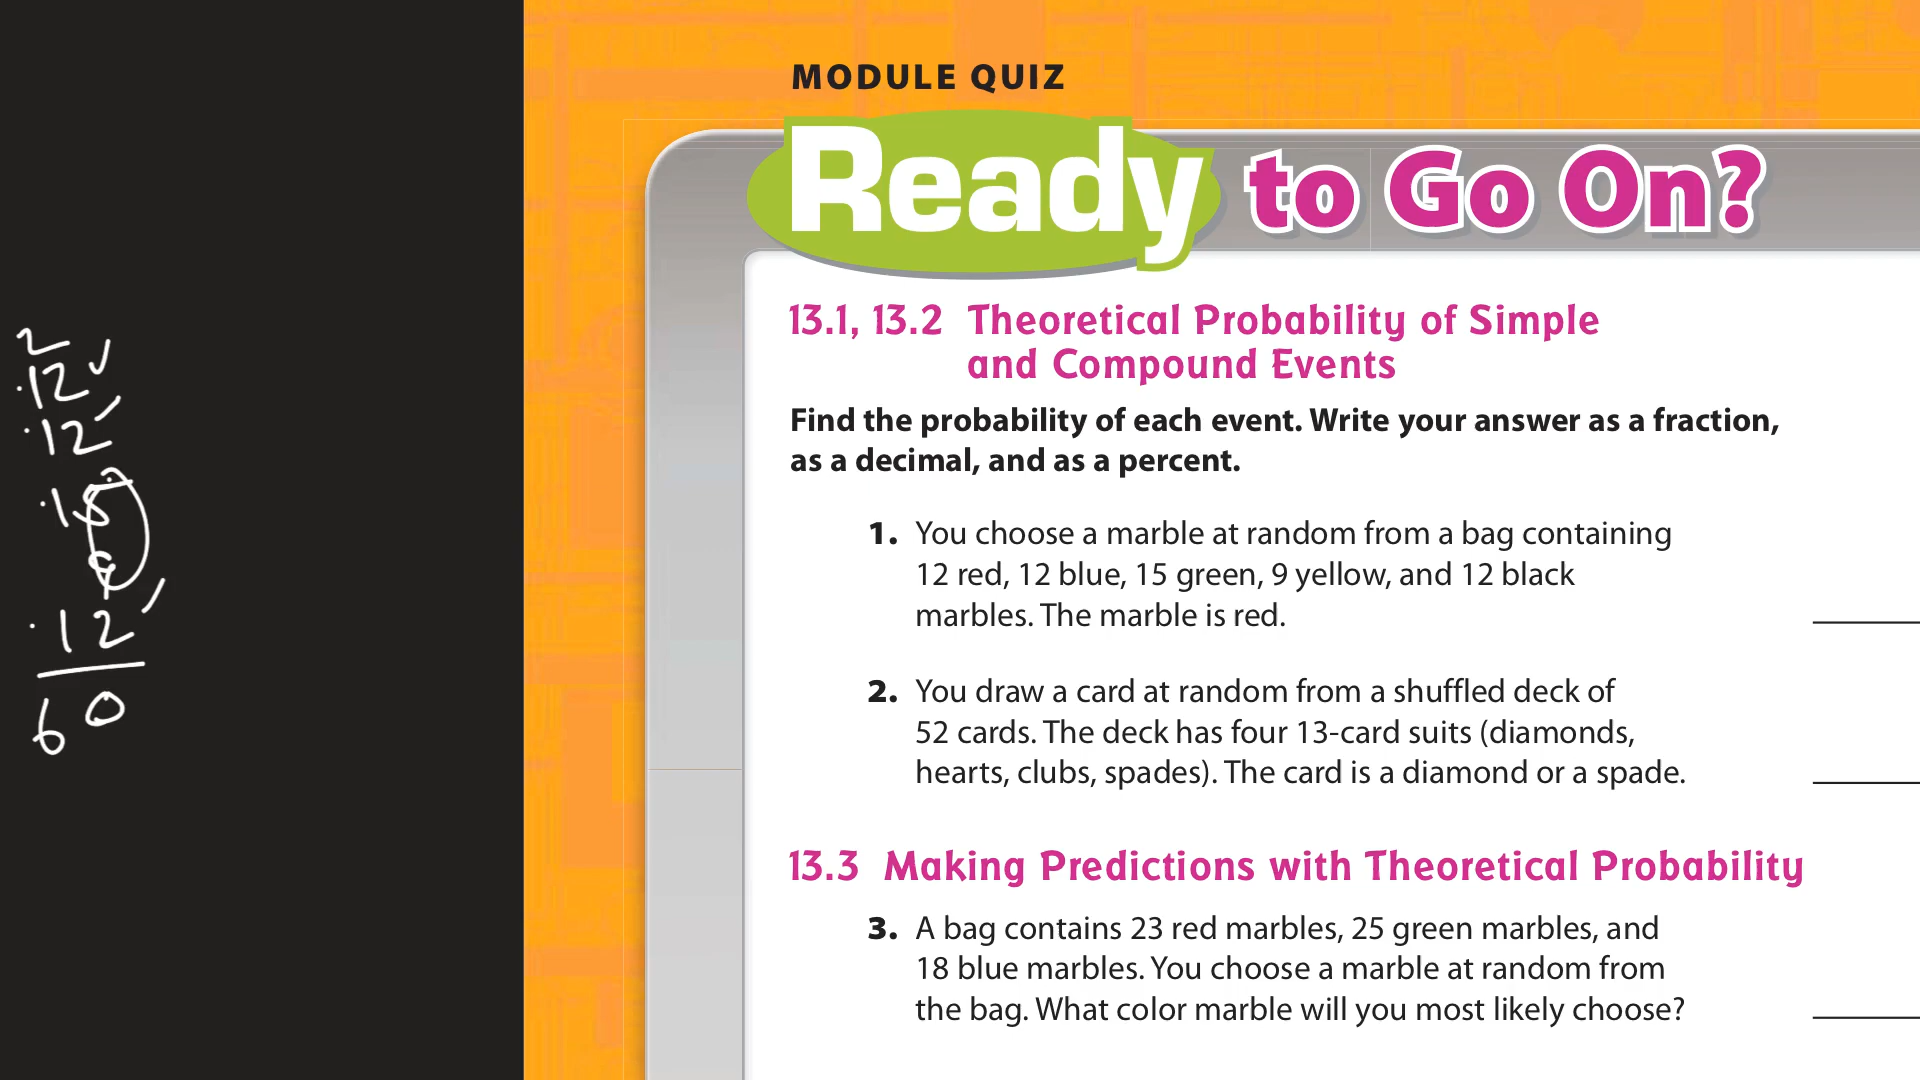 MODULE QUIZ
Ready to Go On?
13.1, 13.2 Theoretical Probability of Simple
and Compound Events
Find the probability of each event. Write your answer as a fraction,
as a decimal, and as a percent.
1. You choose a marble at random from a bag containing
12 red, 12 blue, 15 green, 9 yellow, and 12 black
marbles. The marble is red.
2. You draw a card at random from a shuffled deck of
52 cards. The deck has four 13-card suits (diamonds,
hearts, clubs, spades). The card is a diamond or a spade.
13.3 Making Predictions with Theoretical Probability
3. A bag contains 23 red marbles, 25 green marbles, and
18 blue marbles. You choose a marble at random from
the bag. What color marble will you most likely choose?
2
12
12
12
60